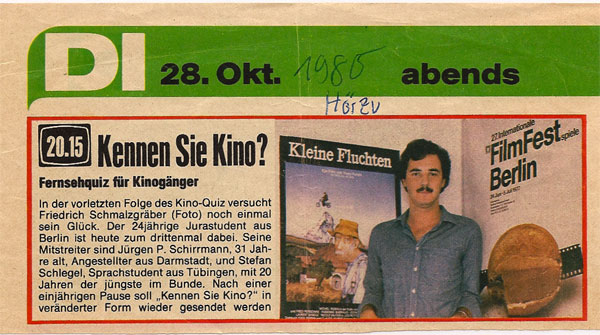 DI
28. Okt. 1980 abends
Hörzu
20.15 Kennen Sie Kino?
Fernsehquiz für Kinogänger
In der vorletzten Folge des Kino-Quiz versucht
Friedrich Schmalzgräber (Foto) noch einmal
sein Glück. Der 24jährige Jurastudent aus
Berlin ist heute zum drittenmal dabei. Seine
Mitstreiter sind Jürgen P. Schirrmann, 31 Jah-
re alt, Angestellter aus Darmstadt, und Stefan
Schlegel, Sprachstudent aus Tübingen, mit 20
Jahren der jüngste im Bunde. Nach einer
einjährigen Pause soll „Kennen Sie Kino?“ in
veränderter Form wieder gesendet werden
Kleine Fluchten
27. Internationale
FilmFestspiele
Berlin